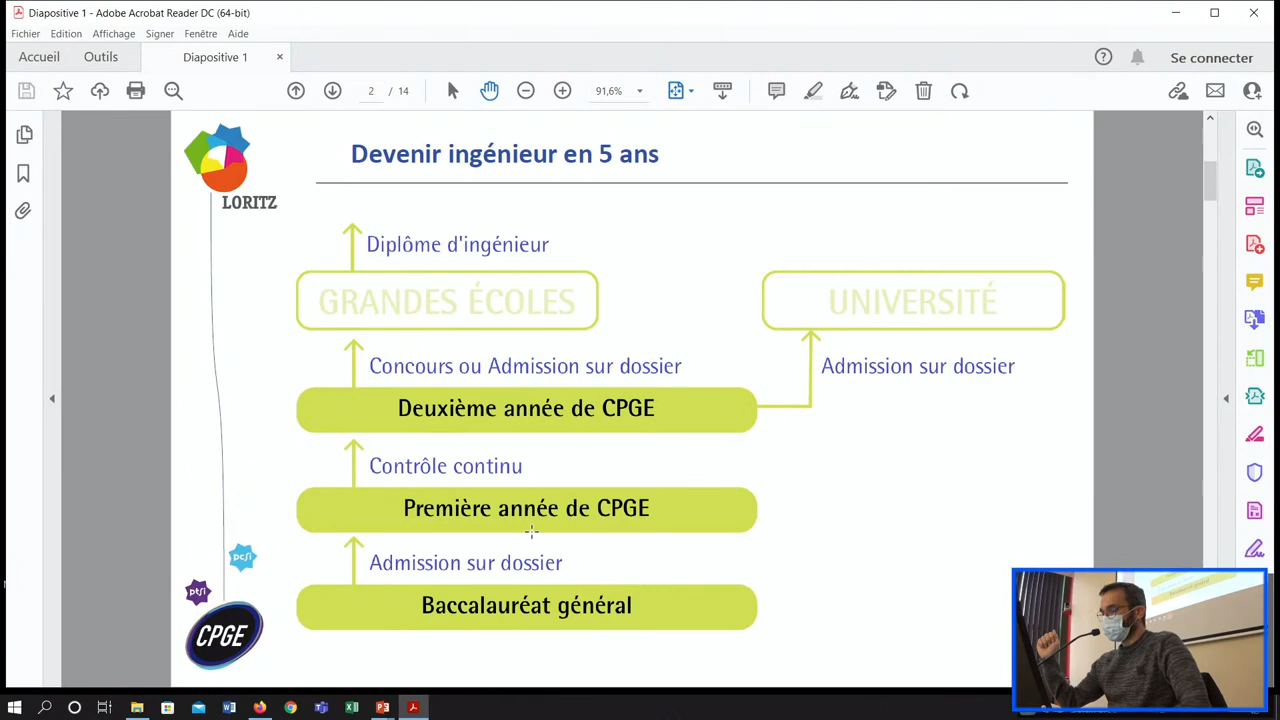 Diapositive 1 - Adobe Acrobat Reader DC (64-bit)
Fichier Edition Affichage Signer Fenêtre Aide
Accueil Outils Diapositive 1 × Se connecter
2 / 14 91,6%
Devenir ingénieur en 5 ans
LORITZ
Diplôme d'ingénieur
GRANDES ÉCOLES UNIVERSITÉ
Concours ou Admission sur dossier Admission sur dossier
Deuxième année de CPGE
Contrôle continu
Première année de CPGE
pcsi
Admission sur dossier
ptsi
Baccalauréat général
CPGE